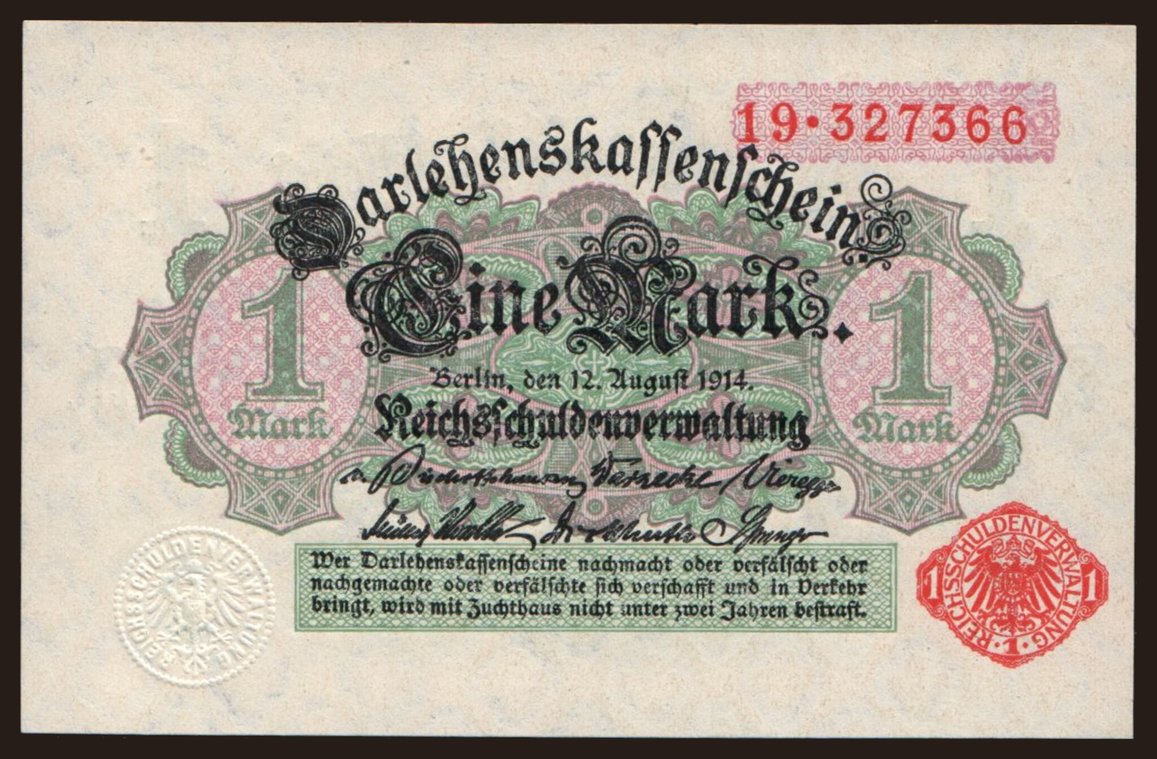 19·327366
Darlehenskassenschein.
Eine Mark.
1 Mark
1 Mark
Berlin, den 12. August 1914.
Reichsschuldenverwaltung
Wer Darlehenskassenscheine nachmacht oder verfälscht oder
nachgemachte oder verfälschte sich verschafft und in Verkehr
bringt, wird mit Zuchthaus nicht unter zwei Jahren bestraft.
REICHSSCHULDENVERWALTUNG
REICHSSCHULDENVERWALTUNG
1 1
·1·